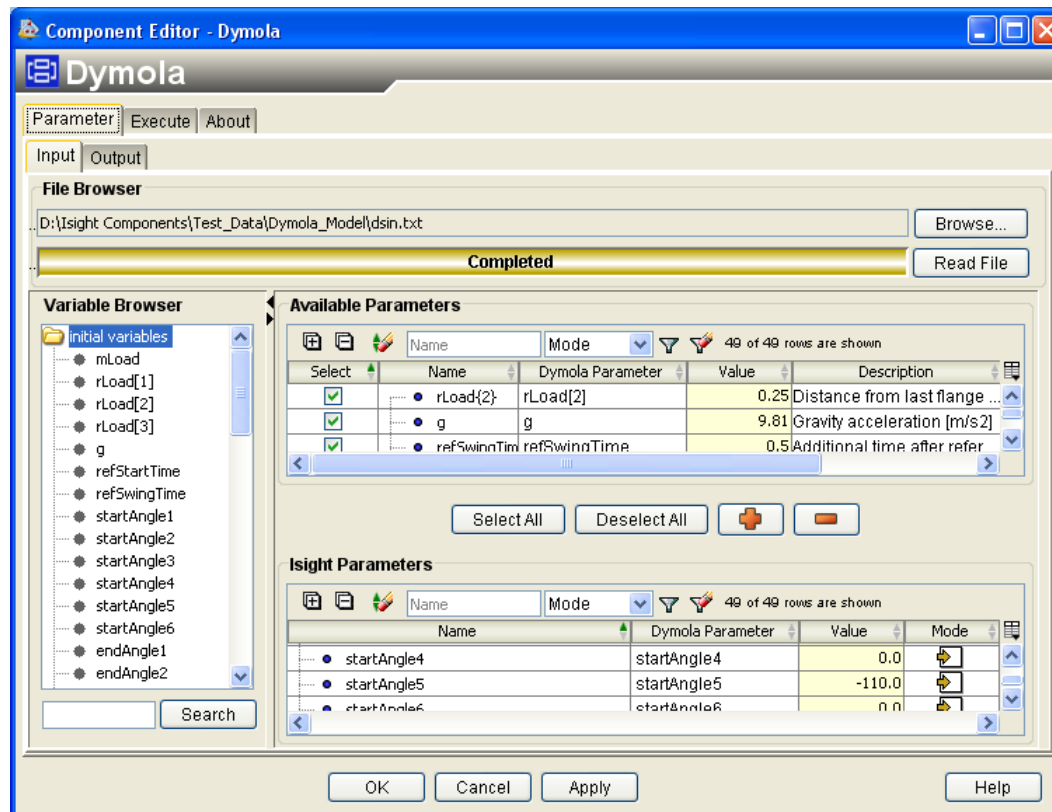 Component Editor - Dymola
Dymola
Parameter Execute About
Input Output
File Browser
D:\Isight Components\Test_Data\Dymola_Model\dsin.txt Browse...
Completed Read File
Variable Browser
initial variables
mLoad
rLoad[1]
rLoad[2]
rLoad[3]
g
refStartTime
refSwingTime
startAngle1
startAngle2
startAngle3
startAngle4
startAngle5
startAngle6
endAngle1
endAngle2
Search
Available Parameters
Name Mode 49 of 49 rows are shown
Select Name Dymola Parameter Value Description
rLoad{2} rLoad[2] 0.25 Distance from last flange ...
g g 9.81 Gravity acceleration [m/s2]
refSwingTim refSwingTime 0.5 Additional time after refer
Select All Deselect All
Isight Parameters
Name Mode 49 of 49 rows are shown
Name Dymola Parameter Value Mode
startAngle4 startAngle4 0.0
startAngle5 startAngle5 -110.0
startAngle6 startAngle6 0.0
OK Cancel Apply Help